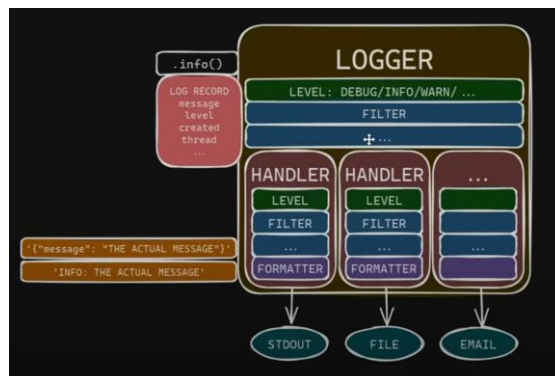 .info()
LOG RECORD
message
level
created
thread
...
LOGGER
LEVEL: DEBUG/INFO/WARN/ ...
FILTER
...
HANDLER
LEVEL
FILTER
...
FORMATTER
HANDLER
LEVEL
FILTER
...
FORMATTER
...
...
'{"message": "THE ACTUAL MESSAGE"}'
'INFO: THE ACTUAL MESSAGE'
STDOUT
FILE
EMAIL